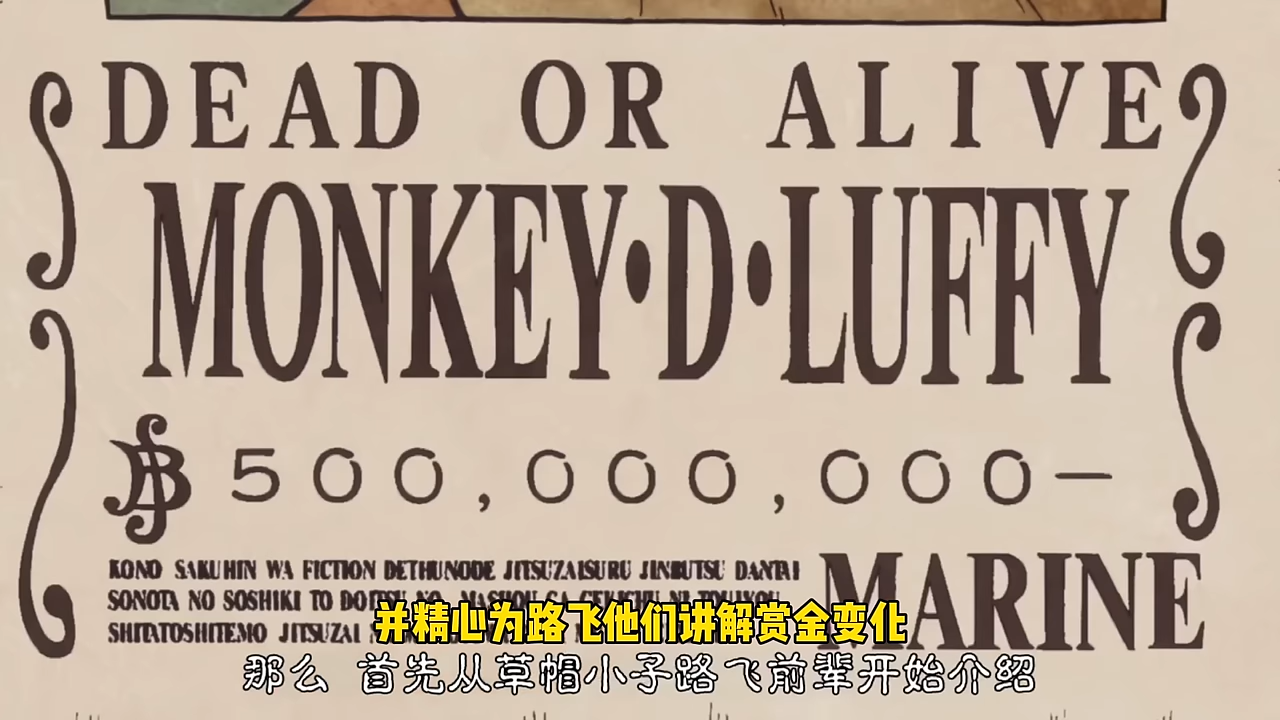 DEAD OR ALIVE
MONKEY•D•LUFFY
฿500,000,000—
KONO SAKUHIN WA FICTION DETHUNODE JITSUZAISURU JINBUTSU DANTAI
SONOTA NO SOSHIKI TO
SHITATOSHITEMO JITSUZAI
MARINE
并精心为路飞他们讲解赏金变化
那么 首先从草帽小子路飞前辈开始介绍